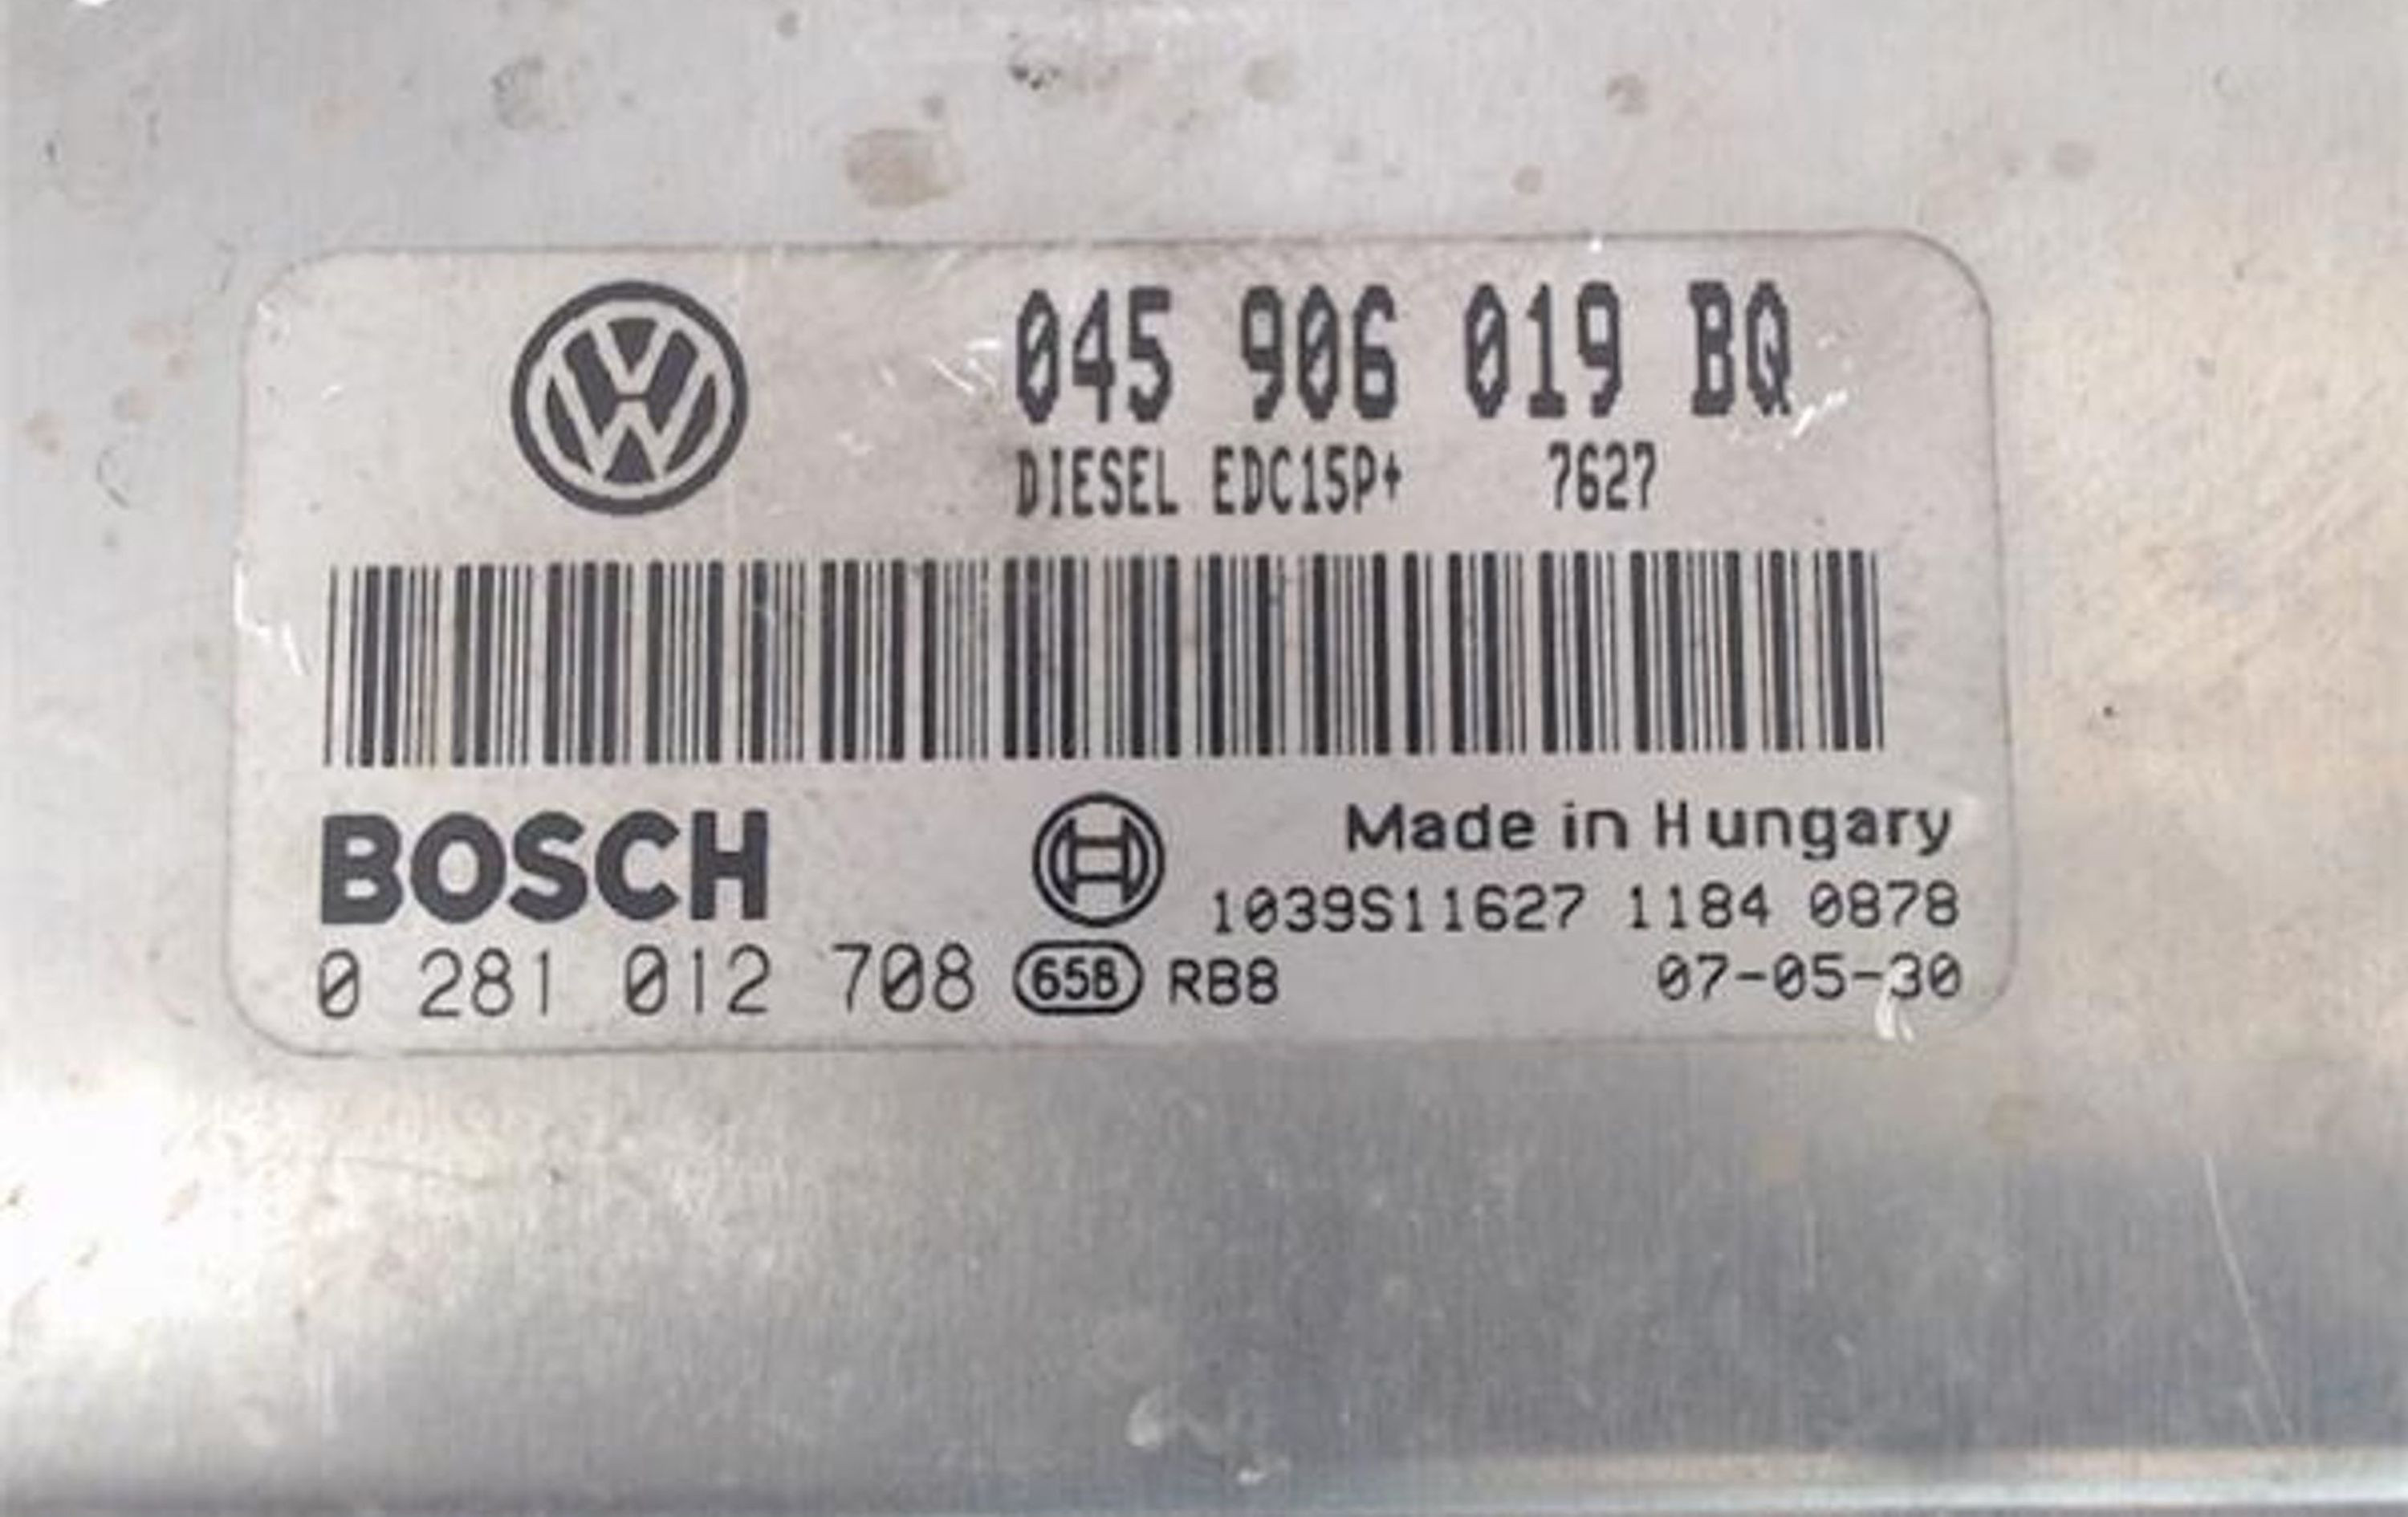 045 906 019 BQ
DIESEL EDC15P+ 7627
BOSCH
Made in Hungary
1039S11627 1184 0878
0 281 012 708 65B RB8 07-05-30